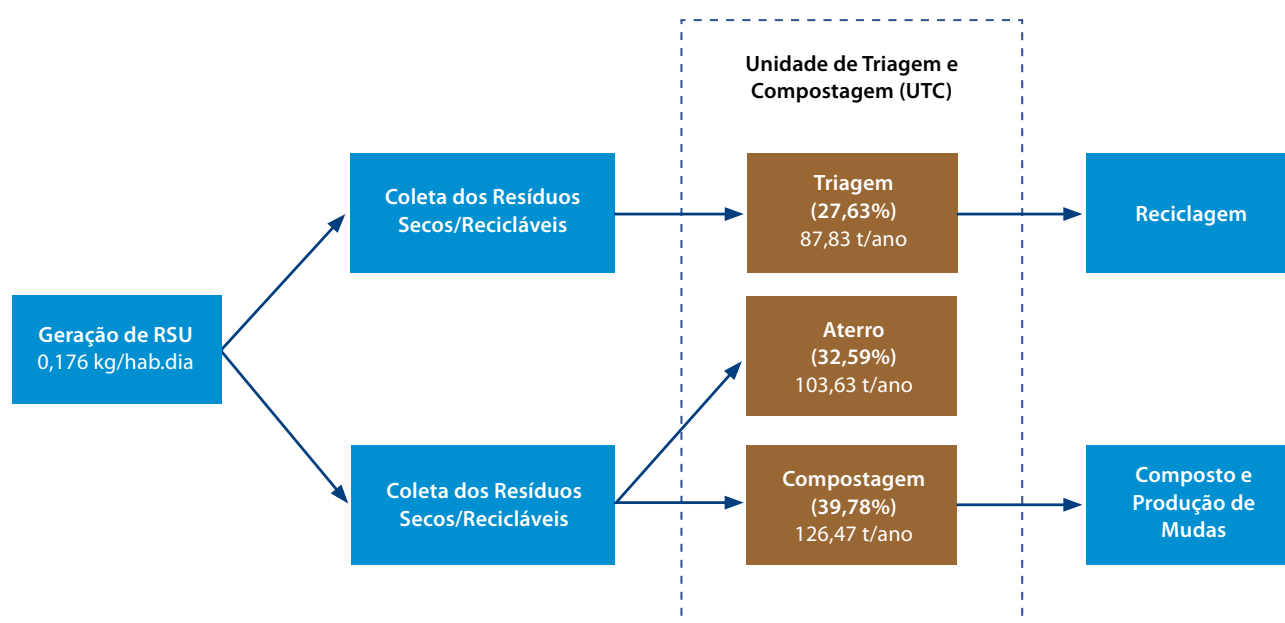 Unidade de Triagem e
Compostagem (UTC)
Coleta dos Resíduos
Secos/Recicláveis
Triagem
(27,63%)
87,83 t/ano
Reciclagem
Geração de RSU
0,176 kg/hab.dia
Aterro
(32,59%)
103,63 t/ano
Coleta dos Resíduos
Secos/Recicláveis
Compostagem
(39,78%)
126,47 t/ano
Composto e
Produção de
Mudas